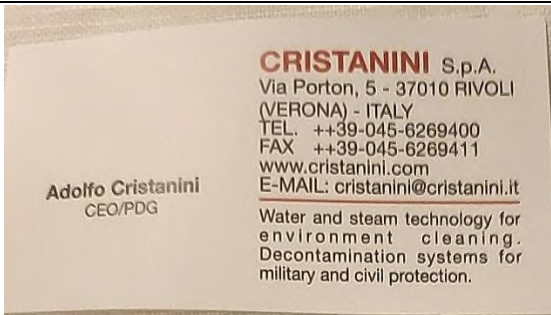 CRISTANINI S.p.A.
Via Porton, 5 - 37010 RIVOLI
(VERONA) - ITALY
TEL. ++39-045-6269400
FAX ++39-045-6269411
www.cristanini.com
E-MAIL: cristanini@cristanini.it
Adolfo Cristanini
CEO/PDG
Water and steam technology for
environment cleaning.
Decontamination systems for
military and civil protection.